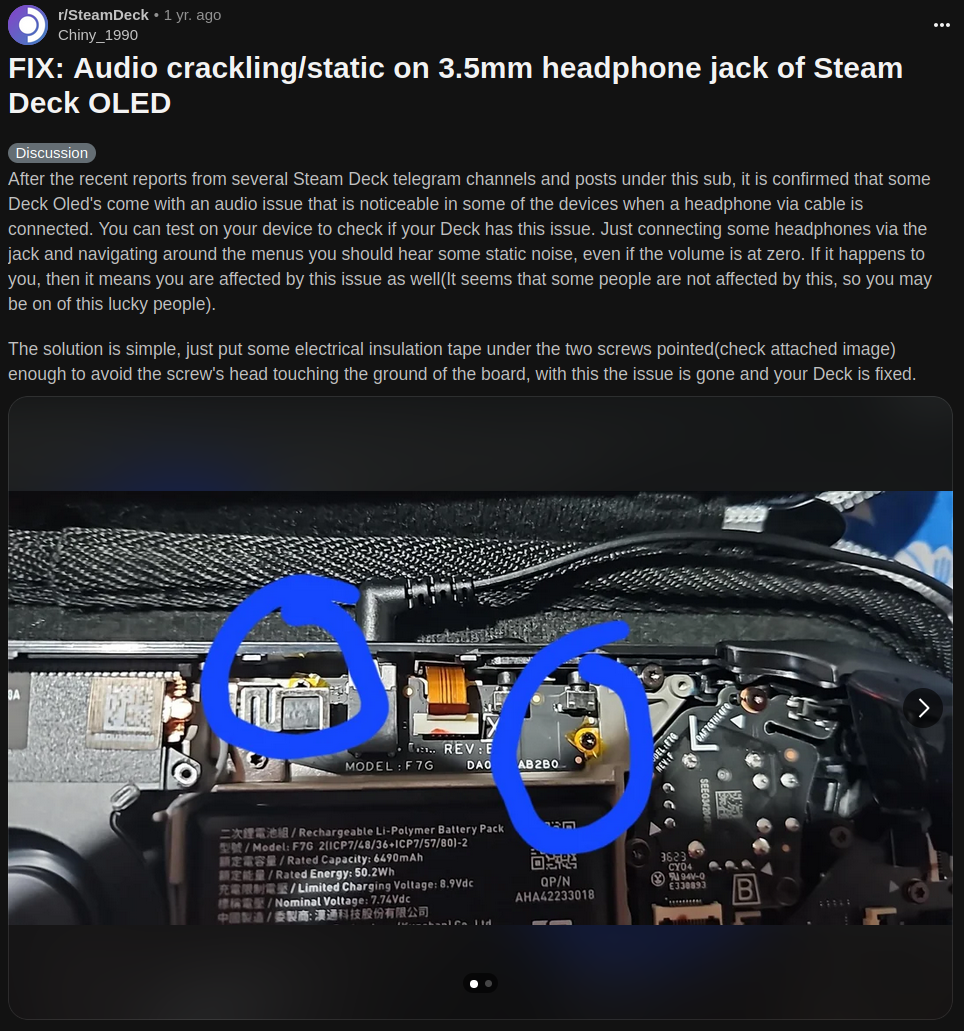 r/SteamDeck • 1 yr. ago
Chiny_1990
FIX: Audio crackling/static on 3.5mm headphone jack of Steam
Deck OLED
Discussion
After the recent reports from several Steam Deck telegram channels and posts under this sub, it is confirmed that some
Deck Oled's come with an audio issue that is noticeable in some of the devices when a headphone via cable is
connected. You can test on your device to check if your Deck has this issue. Just connecting some headphones via the
jack and navigating around the menus you should hear some static noise, even if the volume is at zero. If it happens to
you, then it means you are affected by this issue as well(It seems that some people are not affected by this, so you may
be on of this lucky people).
The solution is simple, just put some electrical insulation tape under the two screws pointed(check attached image)
enough to avoid the screw's head touching the ground of the board, with this the issue is gone and your Deck is fixed.
REV:
MODEL:F7G
AB2B0
二次鋰電池組 / Rechargeable Li-Polymer Battery Pack
型號 / Model: F7G 2(ICP7/48/36+ICP7/57/80)-2
額定電容量 / Rated Capacity: 6490mAh
額定能量 / Rated Energy: 50.2Wh
充電限制電壓 / Limited Charging Voltage: 8.9Vdc
標稱電壓 / Nominal Voltage: 7.74Vdc
中國製造 / 委製商: 漢通科技股份有限公司
QP/N
AHA42233018
3623
CY04
94V-0
E330893
B